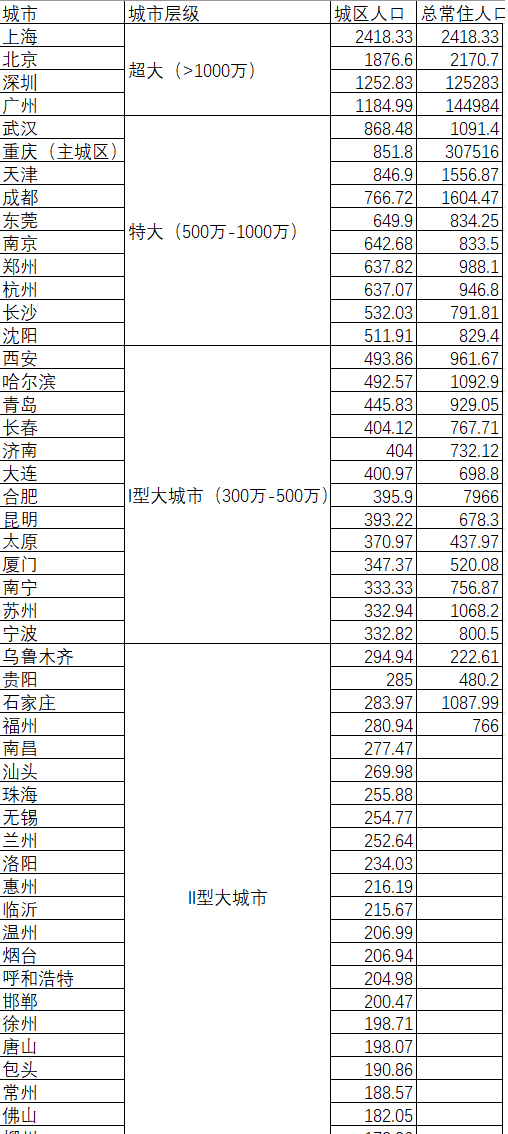 城市 城市层级 城区人口 总常住人口
上海 2418.33 2418.33
北京 1876.6 2170.7
超大（>1000万）
深圳 1252.83 125283
广州 1184.99 144984
武汉 868.48 1091.4
重庆（主城区） 851.8 307516
天津 846.9 1556.87
成都 766.72 1604.47
东莞 649.9 834.25
特大（500万-1000万）
南京 642.68 833.5
郑州 637.82 988.1
杭州 637.07 946.8
长沙 532.03 791.81
沈阳 511.91 829.4
西安 493.86 961.67
哈尔滨 492.57 1092.9
青岛 445.83 929.05
长春 404.12 767.71
济南 404 732.12
大连 400.97 698.8
合肥 I型大城市（300万-500万） 395.9 7966
昆明 393.22 678.3
太原 370.97 437.97
厦门 347.37 520.08
南宁 333.33 756.87
苏州 332.94 1068.2
宁波 332.82 800.5
乌鲁木齐 294.94 222.61
贵阳 285 480.2
石家庄 283.97 1087.99
福州 280.94 766
南昌 277.47
汕头 269.98
珠海 255.88
无锡 254.77
兰州 252.64
洛阳 234.03
惠州 216.19
II型大城市
临沂 215.67
温州 206.99
烟台 206.94
呼和浩特 204.98
邯郸 200.47
徐州 198.71
唐山 198.07
包头 190.86
常州 188.57
佛山 182.05